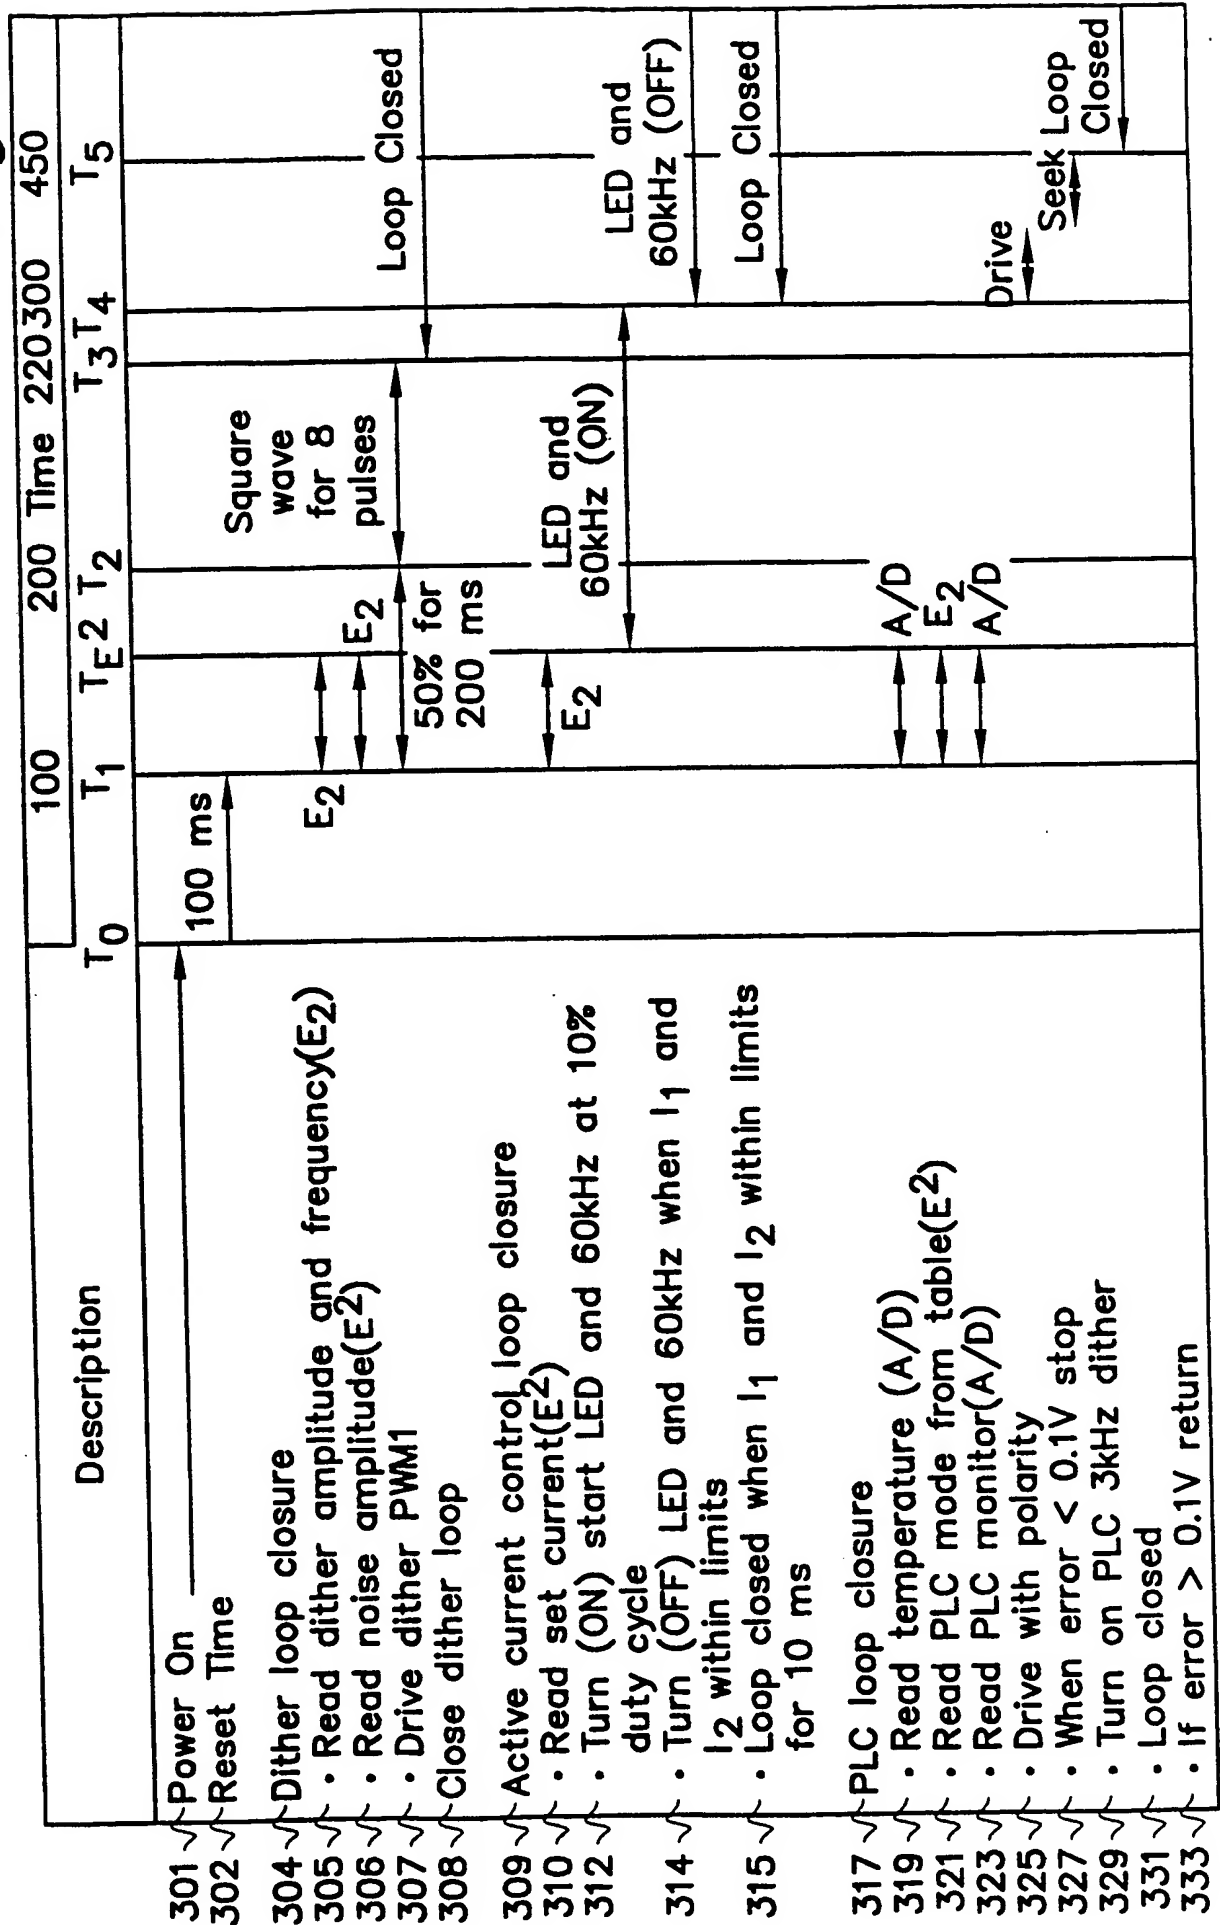 100 200 Time 220 300 450
Description
T0 T1 TE2 T2 T3 T4 T5
301 Power On
302 Reset Time
100 ms
304 Dither loop closure
305 • Read dither amplitude and frequency(E2)
E2
306 • Read noise amplitude(E2)
E2
307 • Drive dither PWM1
50% for
200 ms
Square
wave
for 8
pulses
308 Close dither loop
Loop Closed
309 Active current control loop closure
310 • Read set current(E2)
E2
312 • Turn (ON) start LED and 60kHz at 10%
duty cycle
LED and
60kHz (ON)
314 • Turn (OFF) LED and 60kHz when I1 and
I2 within limits
LED and
60kHz (OFF)
315 • Loop closed when I1 and I2 within limits
for 10 ms
Loop Closed
317 PLC loop closure
319 • Read temperature (A/D)
A/D
321 • Read PLC mode from table(E2)
E2
323 • Read PLC monitor(A/D)
A/D
325 • Drive with polarity
Drive
327 • When error < 0.1V stop
Seek
329 • Turn on PLC 3kHz dither
331 • Loop closed
Loop
Closed
333 • If error > 0.1V return